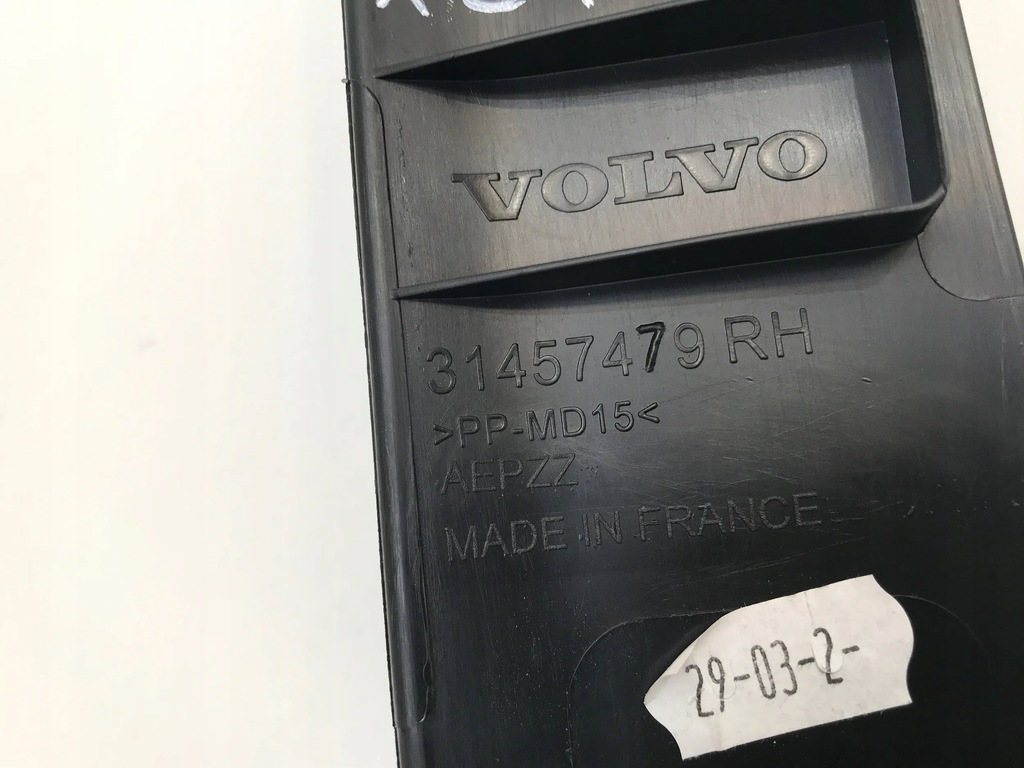 VOLVO
31457479 RH
>PP-MD15<
AEPZZ
MADE IN FRANCE
29-03-2-